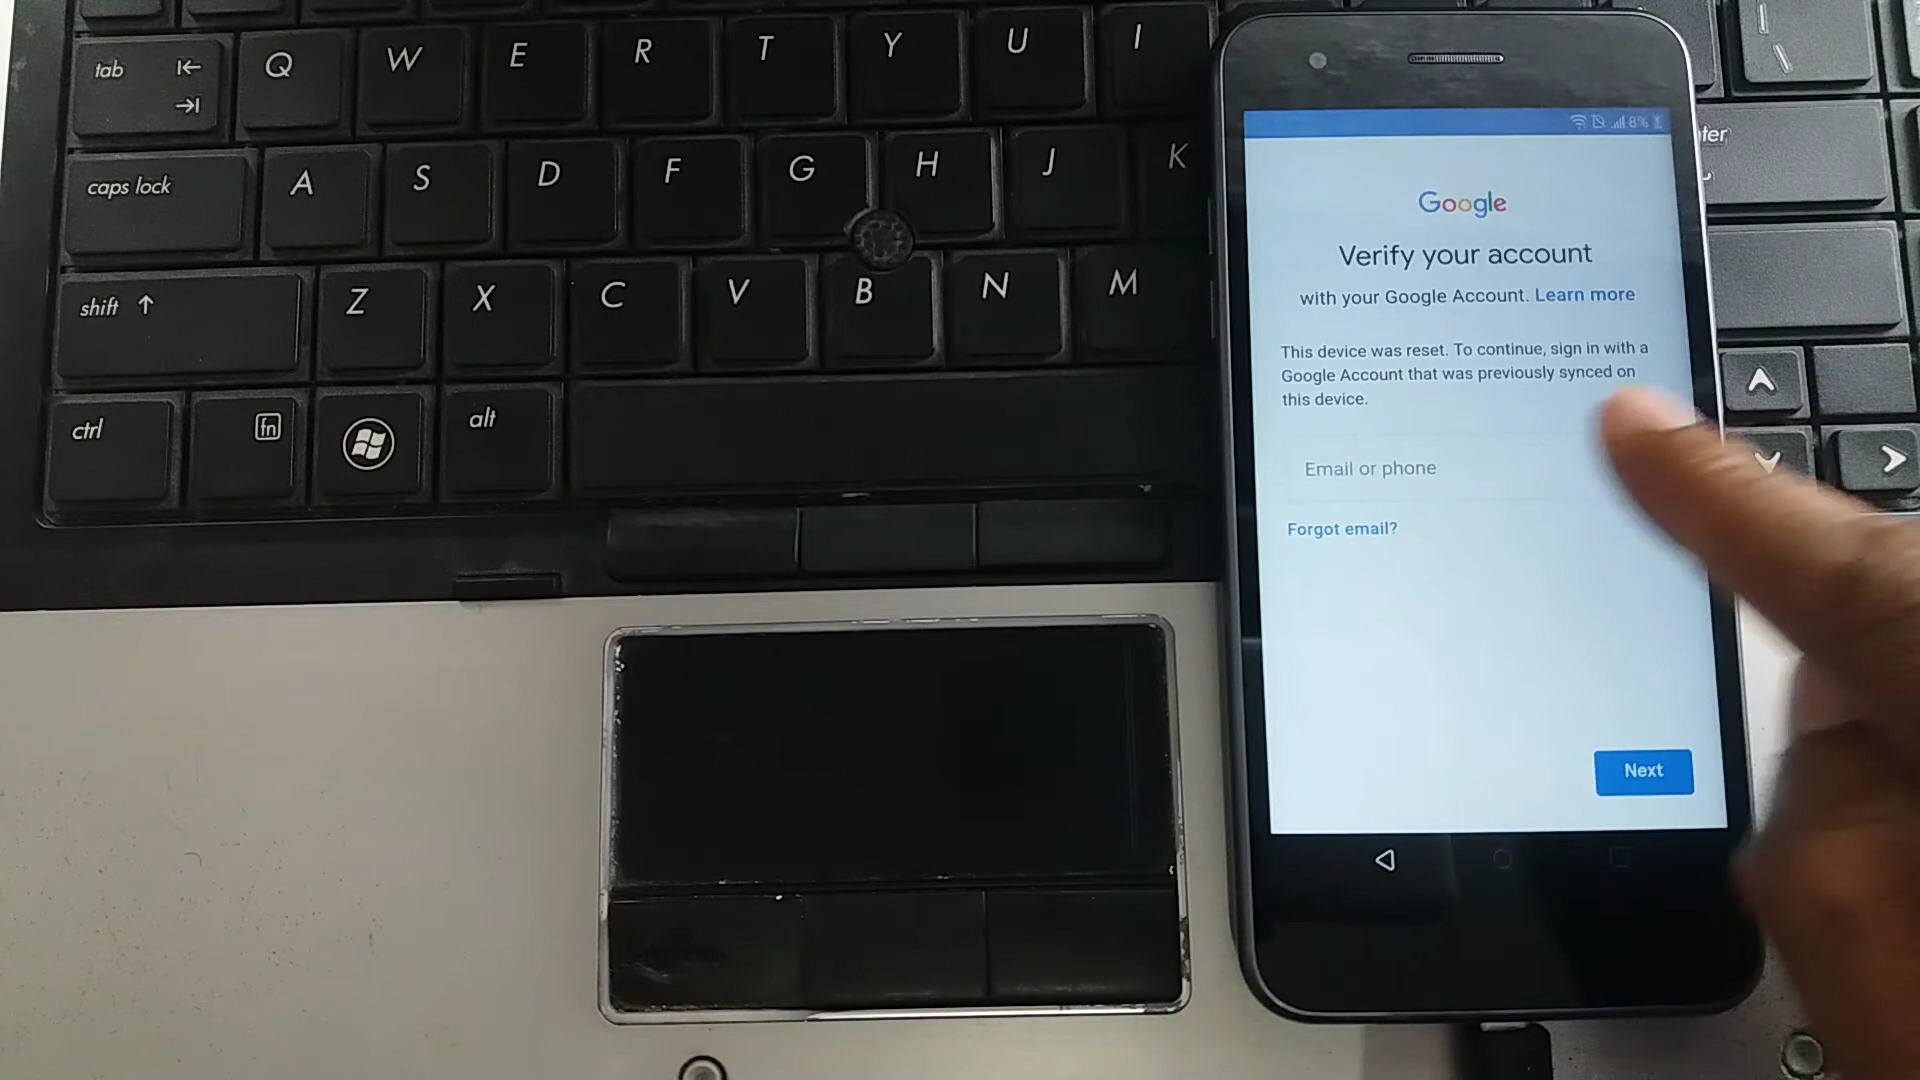 tab
Q
W
E
R
T
Y
U
I
caps lock
A
S
D
F
G
H
J
K
shift
Z
X
C
V
B
N
M
ctrl
fn
alt
8%
Google
Verify your account
with your Google Account. Learn more
This device was reset. To continue, sign in with a
Google Account that was previously synced on
this device.
Email or phone
Forgot email?
Next